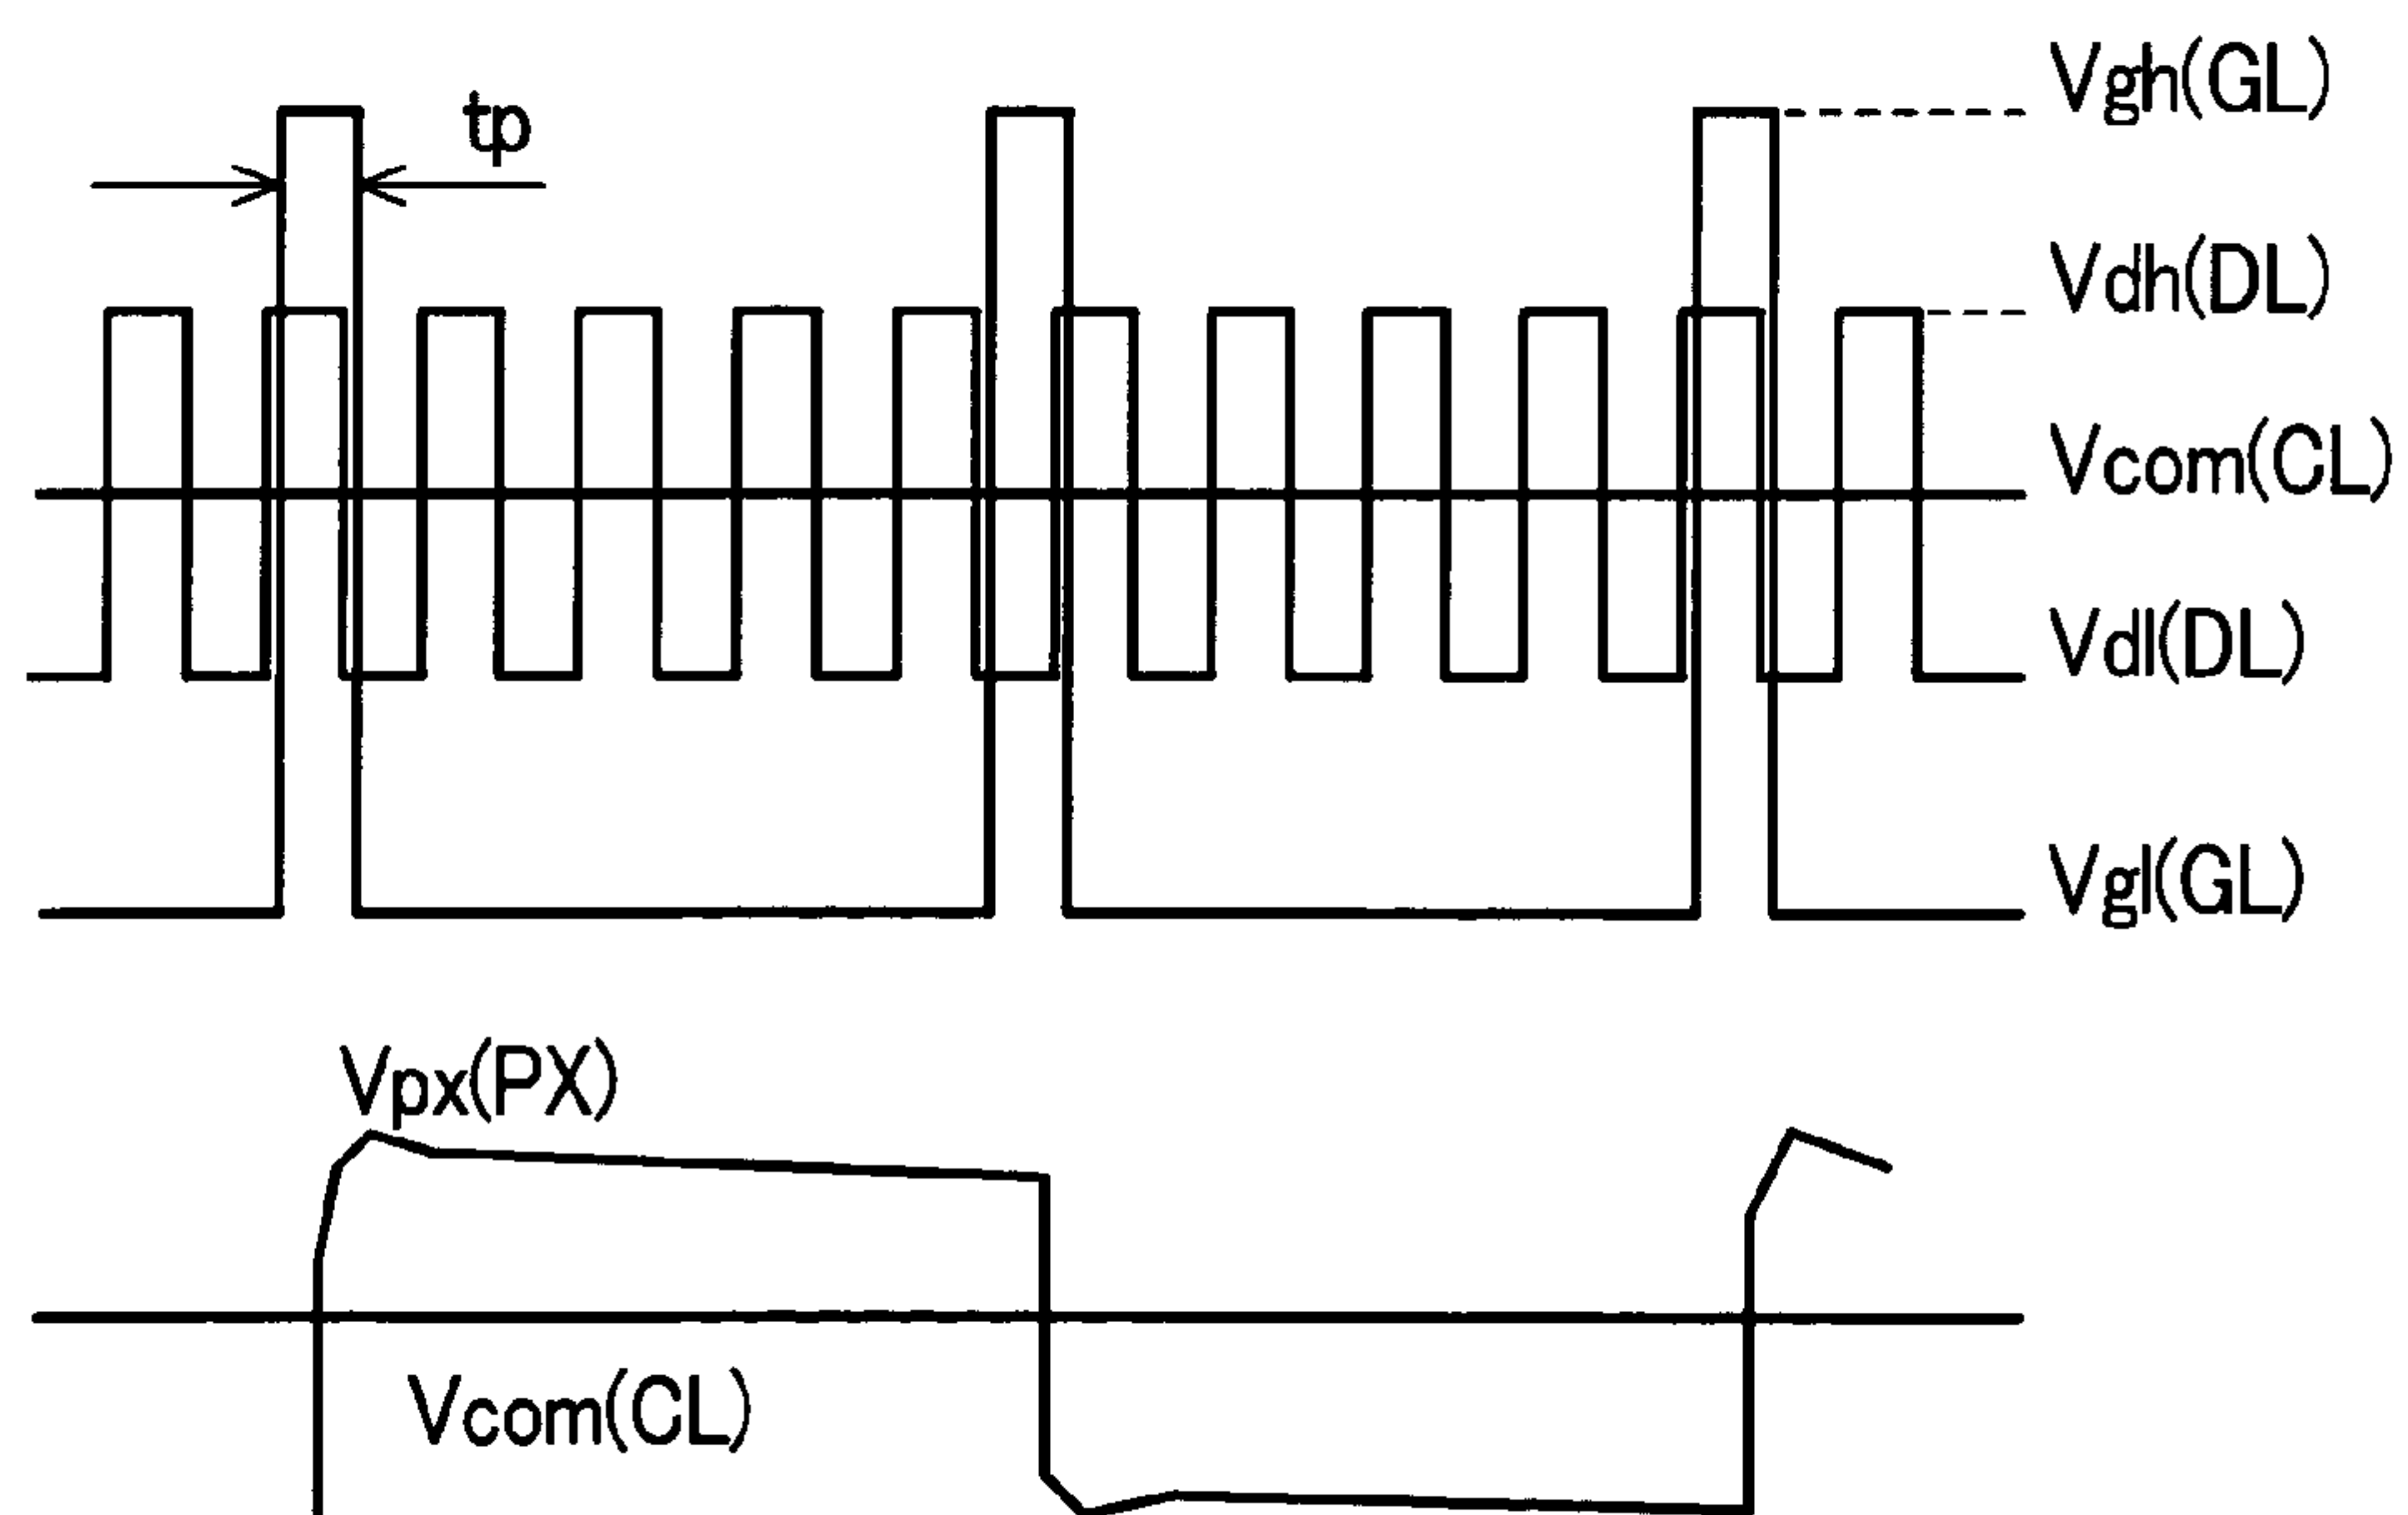 Vgh(GL)
tp
Vdh(DL)
Vcom(CL)
Vdl(DL)
Vgl(GL)
Vpx(PX)
Vcom(CL)